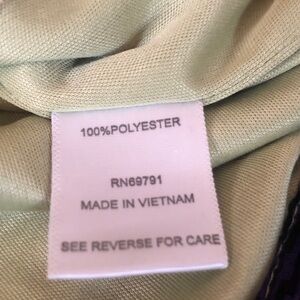 100%POLYESTER
RN69791
MADE IN VIETNAM
SEE REVERSE FOR CARE